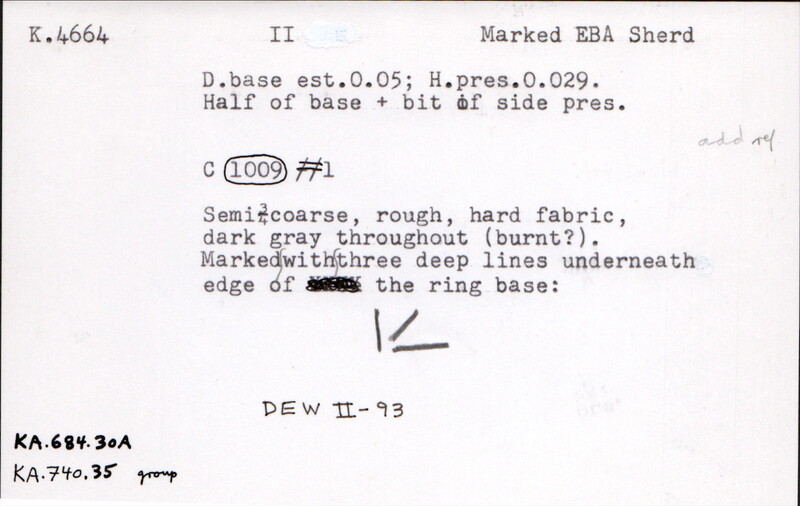 K.4664 II Marked EBA Sherd
D.base est.0.05; H.pres.0.029.
Half of base + bit of side pres.
add ref
C 1009 #1
Semi-coarse, rough, hard fabric,
dark gray throughout (burnt?).
Marked with three deep lines underneath
edge of the ring base:
DEW II-93
KA.684.30A
KA.740.35 group